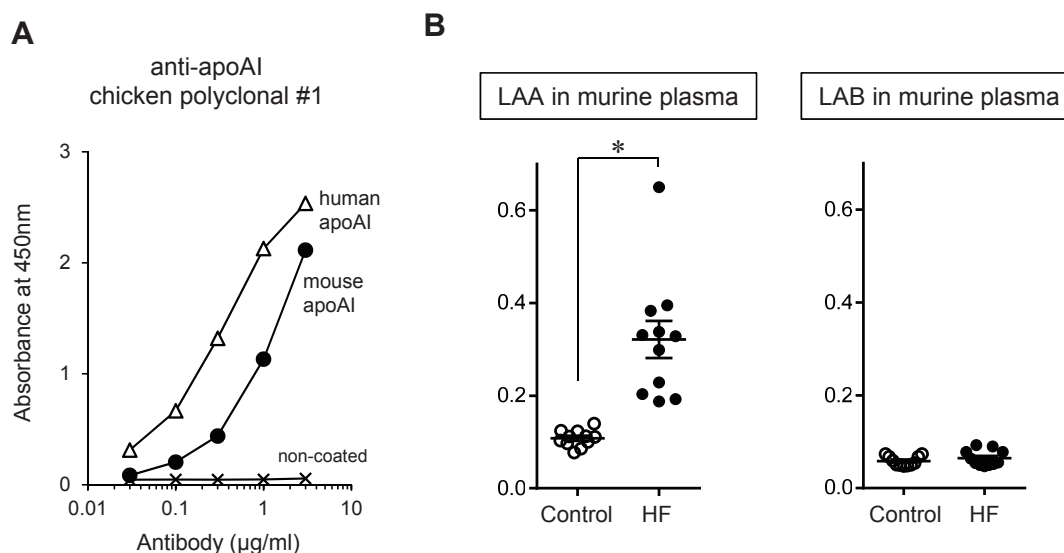 A
anti-apoAI
chicken polyclonal #1
Absorbance at 450nm
3
2
1
0
human
apoAI
mouse
apoAI
non-coated
0.01
0.1
1
10
Antibody (µg/ml)
B
LAA in murine plasma
*
0.6
0.4
0.2
0.0
Control
HF
LAB in murine plasma
0.6
0.4
0.2
0.0
Control
HF